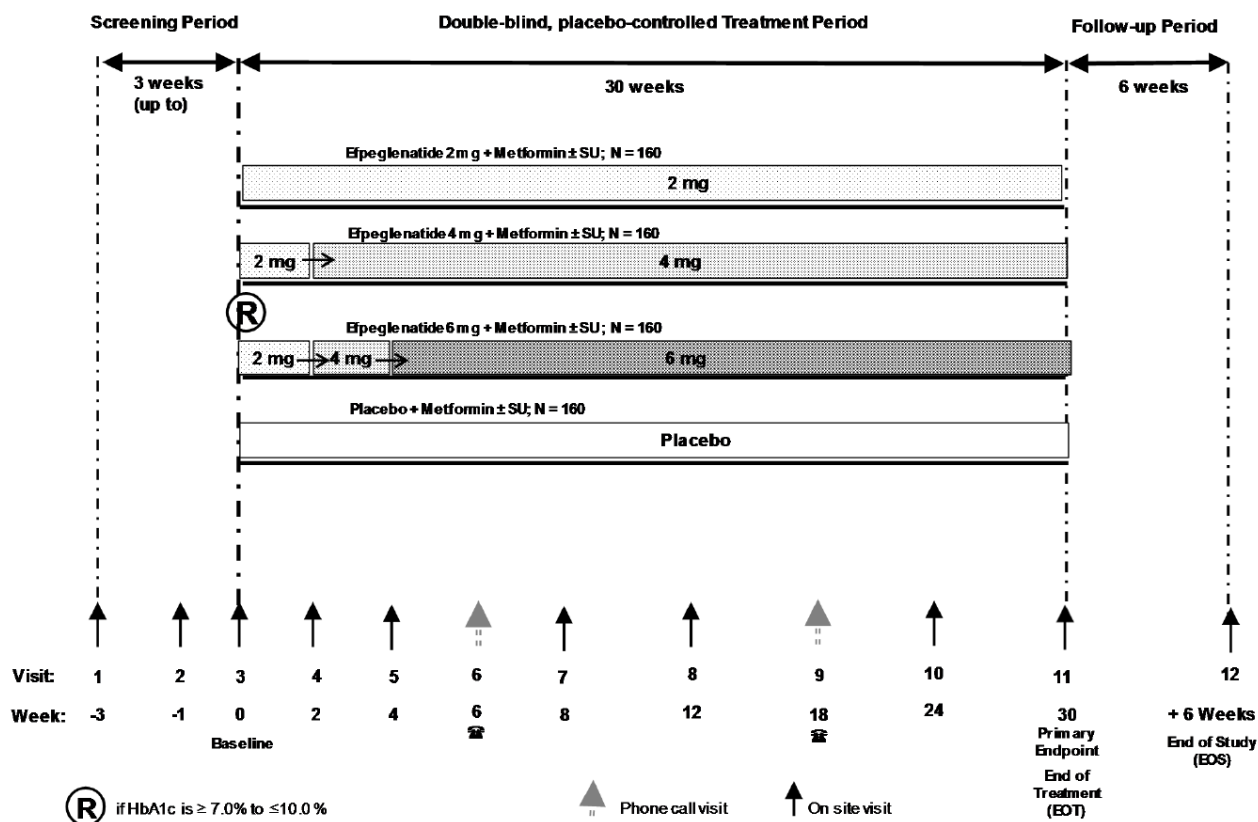 Screening Period
Double-blind, placebo-controlled Treatment Period
Follow-up Period
3 weeks
(up to)
30 weeks
6 weeks
Efpeglenatide 2 mg + Metformin ± SU; N = 160
2 mg
Efpeglenatide 4 mg + Metformin ± SU; N = 160
2 mg 4 mg
R
Efpeglenatide 6 mg + Metformin ± SU; N = 160
2 mg 4 mg 6 mg
Placebo + Metformin ± SU; N = 160
Placebo
Visit: 1 2 3 4 5 6 7 8 9 10 11 12
Week: -3 -1 0 2 4 6 8 12 18 24 30 + 6 Weeks
Baseline
Primary
Endpoint
End of Study
(EOS)
End of
Treatment
(EOT)
R if HbA1c is ≥ 7.0% to ≤10.0 %
Phone call visit
On site visit